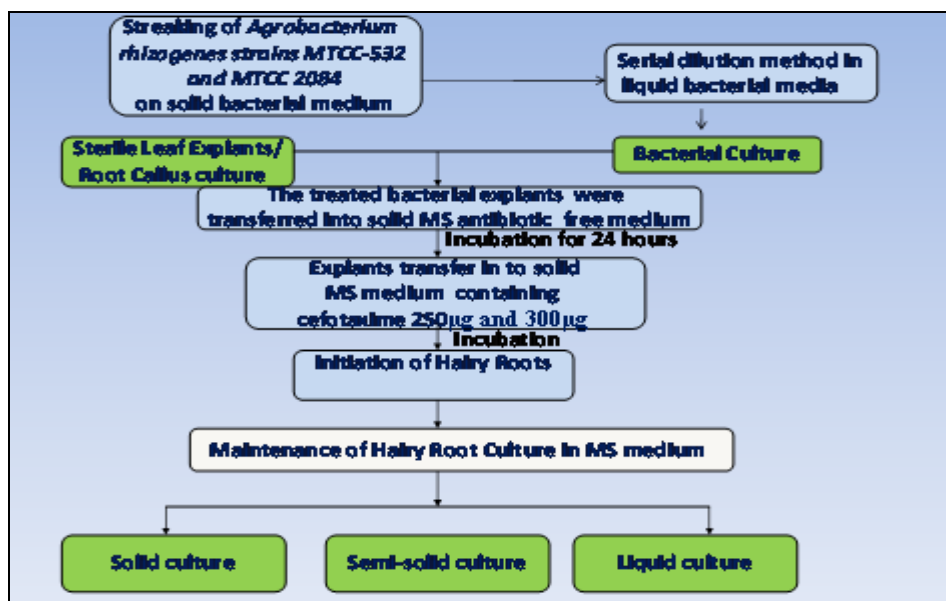 Streaking of Agrobacterium
rhizogenes strains MTCC-532
and MTCC 2084
on solid bacterial medium
Serial dilution method in
liquid bacterial media
Sterile Leaf Explants/
Root Callus culture
Bacterial Culture
The treated bacterial explants were
transferred into solid MS antibiotic free medium
Incubation for 24 hours
Explants transfer in to solid
MS medium containing
cefotaxime 250µg and 300µg
Incubation
Initiation of Hairy Roots
Maintenance of Hairy Root Culture in MS medium
Solid culture
Semi-solid culture
Liquid culture